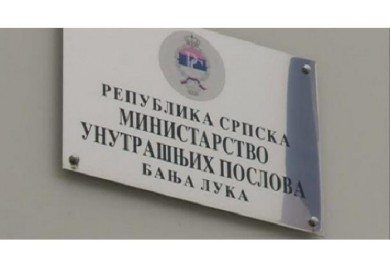 РЕПУБЛИКА СРПСКА
МИНИСТАРСТВО
УНУТРАШЊИХ ПОСЛОВА
БАЊА ЛУКА